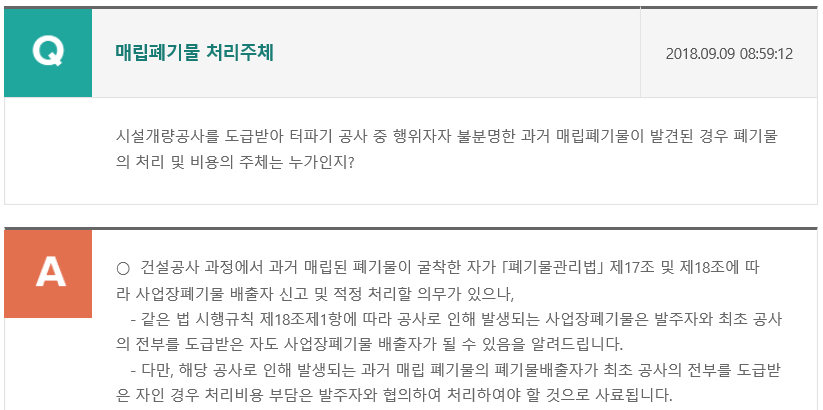 Q
매립폐기물 처리주체
2018.09.09 08:59:12
시설개량공사를 도급받아 터파기 공사 중 행위자자 불분명한 과거 매립폐기물이 발견된 경우 폐기물
의 처리 및 비용의 주체는 누가인지?
A
○ 건설공사 과정에서 과거 매립된 폐기물이 굴착한 자가 「폐기물관리법」 제17조 및 제18조에 따
라 사업장폐기물 배출자 신고 및 적정 처리할 의무가 있으나,
- 같은 법 시행규칙 제18조제1항에 따라 공사로 인해 발생되는 사업장폐기물은 발주자와 최초 공사
의 전부를 도급받은 자도 사업장폐기물 배출자가 될 수 있음을 알려드립니다.
- 다만, 해당 공사로 인해 발생되는 과거 매립 폐기물의 폐기물배출자가 최초 공사의 전부를 도급받
은 자인 경우 처리비용 부담은 발주자와 협의하여 처리하여야 할 것으로 사료됩니다.